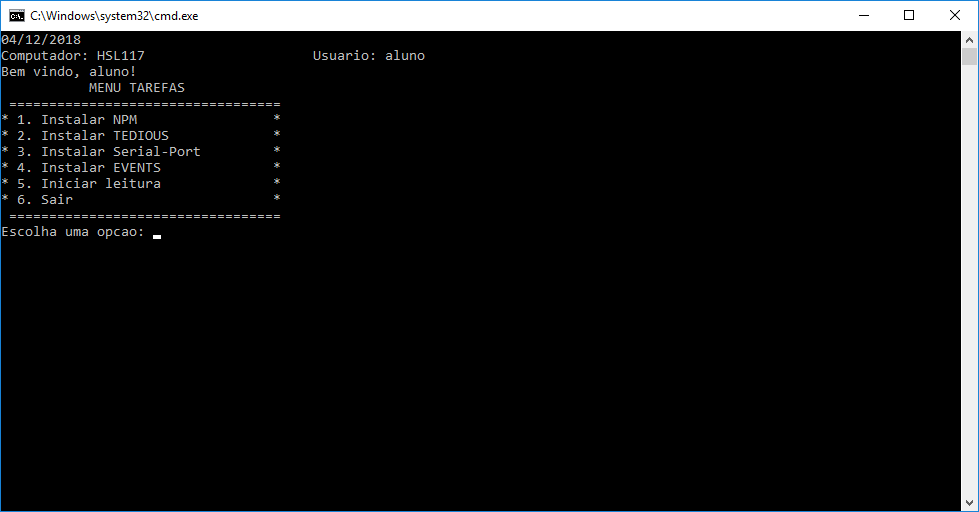 C:\Windows\system32\cmd.exe
04/12/2018
Computador: HSL117                     Usuario: aluno
Bem vindo, aluno!
           MENU TAREFAS
 ==================================
* 1. Instalar NPM                 *
* 2. Instalar TEDIOUS             *
* 3. Instalar Serial-Port         *
* 4. Instalar EVENTS              *
* 5. Iniciar leitura              *
* 6. Sair                         *
 ==================================
Escolha uma opcao: